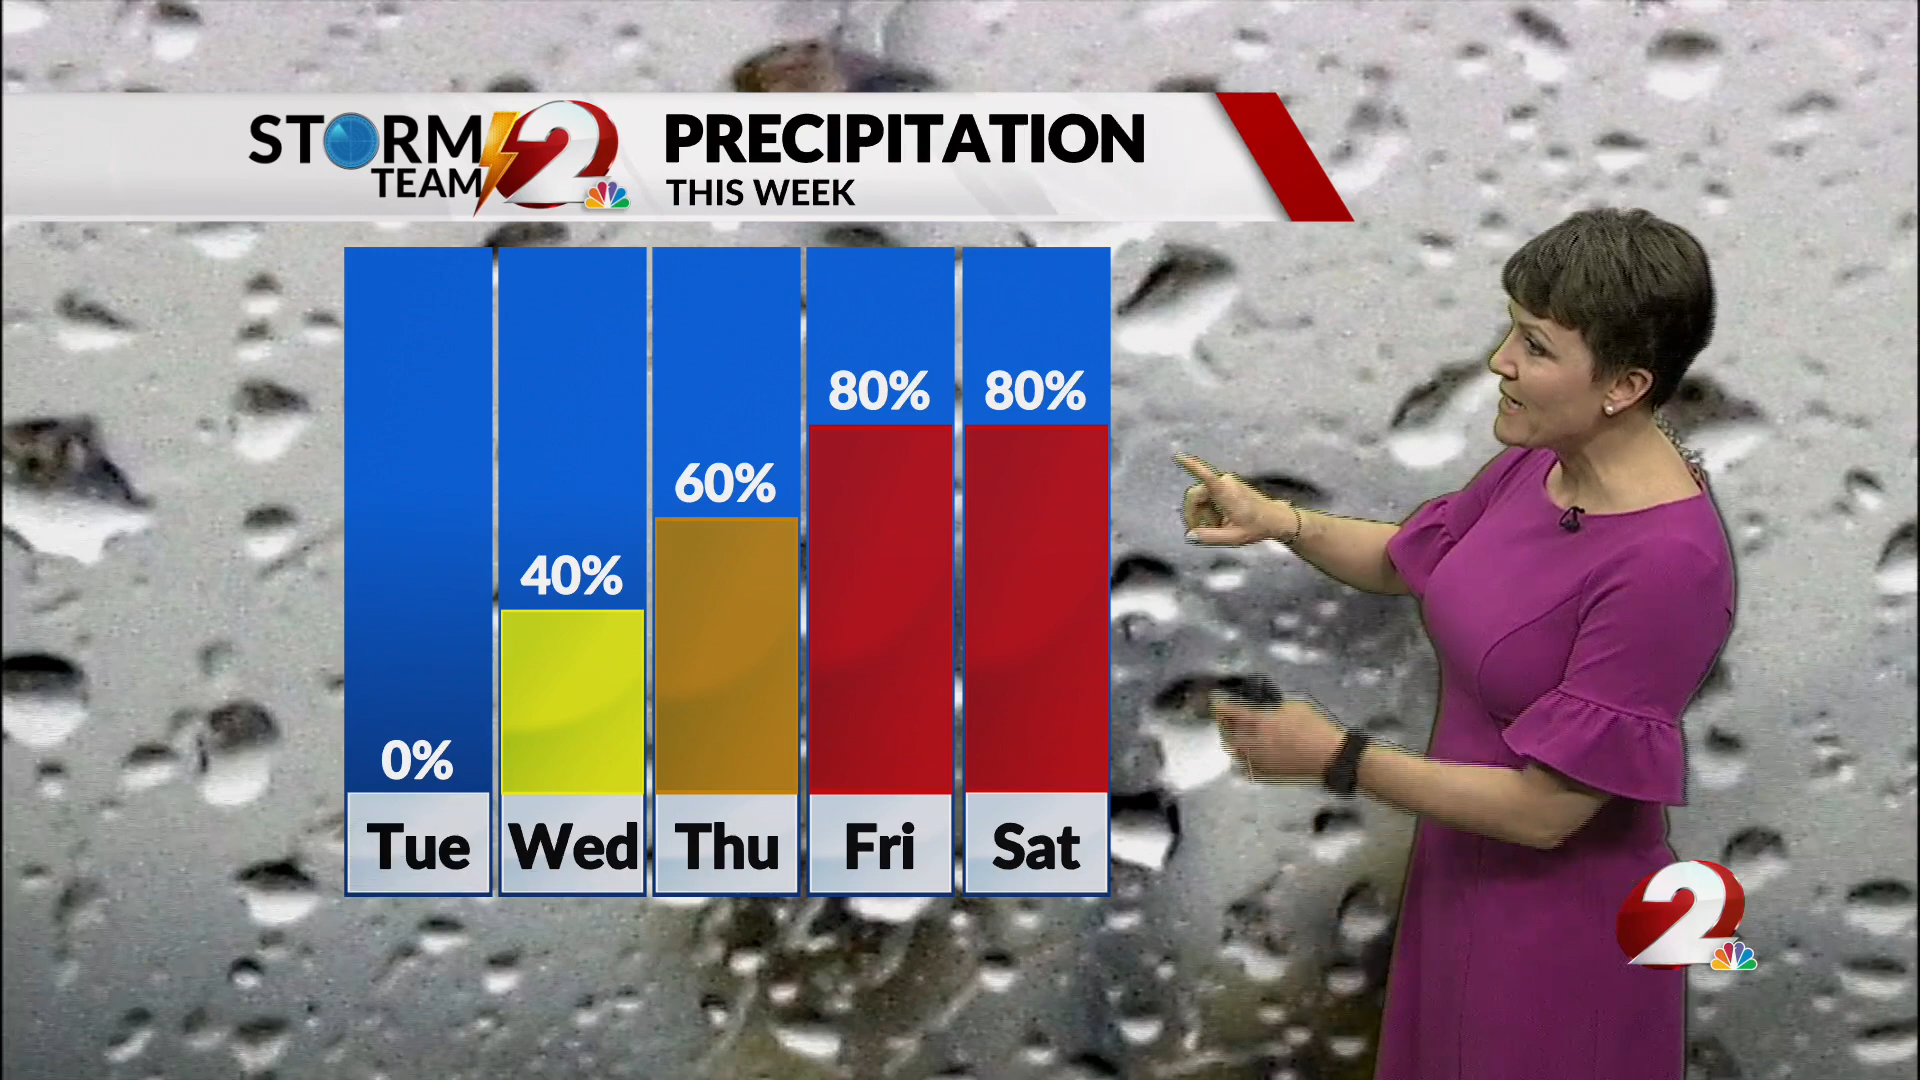 STORM 2 PRECIPITATION
TEAM THIS WEEK
80% 80%
60%
40%
0%
Tue Wed Thu Fri Sat
2